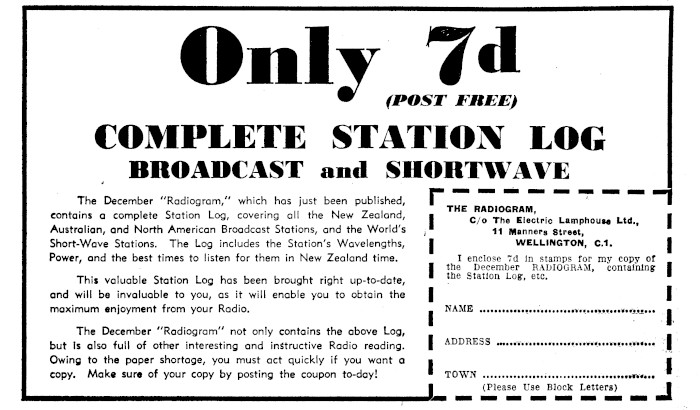 Only 7d
(POST FREE)
COMPLETE STATION LOG
BROADCAST and SHORTWAVE
The December "Radiogram," which has just been published,
contains a complete Station Log, covering all the New Zealand,
Australian, and North American Broadcast Stations, and the World's
Short-Wave Stations. The Log includes the Station's Wavelengths,
Power, and the best times to listen for them in New Zealand time.
This valuable Station Log has been brought right up-to-date,
and will be invaluable to you, as it will enable you to obtain the
maximum enjoyment from your Radio.
The December "Radiogram" not only contains the above Log,
but is also full of other interesting and instructive Radio reading.
Owing to the paper shortage, you must act quickly if you want a
copy. Make sure of your copy by posting the coupon to-day!
THE RADIOGRAM,
C/o The Electric Lamphouse Ltd.,
11 Manners Street,
WELLINGTON, C.1.
I enclose 7d in stamps for my copy of
the December RADIOGRAM, containing
the Station Log, etc.
NAME ..........
ADDRESS ..........
TOWN ..........
(Please Use Block Letters)